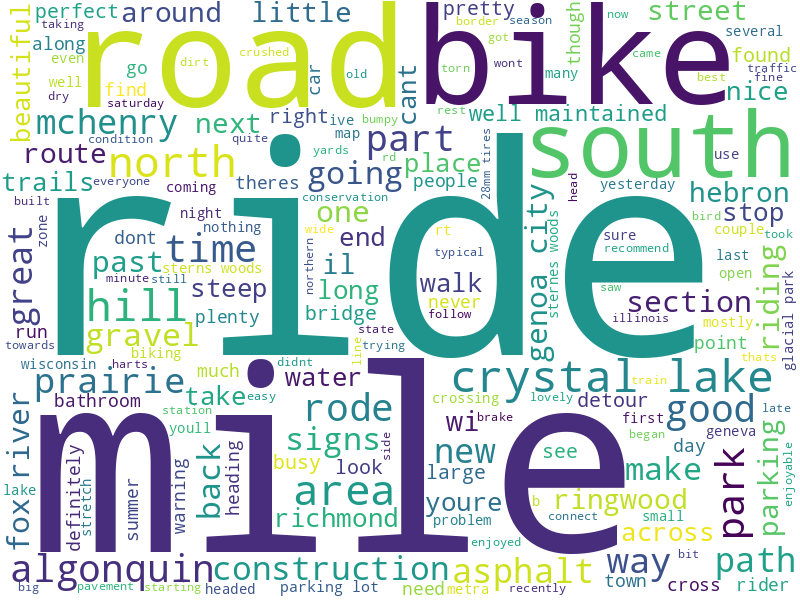 perfect around little pretty border season now though street
taking road bike several
beautiful along even crushed dirt old car cant got torn wont many came found traffic
well go find right ive map best fine
dry saturday bumpy rest well maintained nice
mchenry next yards part south
condition quite rd 28mm tires use
route north theres going place
trails everyone coming conservation people yesterday hebron
built night one genoa city head bird stop
great zone dont nothing wide rt sternes woods sure couple
time end northern typical recommend took
past sterns woods il walk last
minute still steep long never saw open riding
hill plenty bridge follow section
run gravel state illinois mostly glacial park
towards biking line trying point
wisconsin harts much didnt ride thats
prairie take water crystal lake
bathroom easy crossing train
station rode wi lovely detour good late
fox river youll signs brake first began geneva parking
definitely stretch back heading busy look side new see day
lake summer warning area large make park enjoyable
mile youre b ringwood
richmond problem connect small across
enjoyed bit
algonquin construction asphalt way path
big pavement starting headed parking lot need metra recently town cross rider